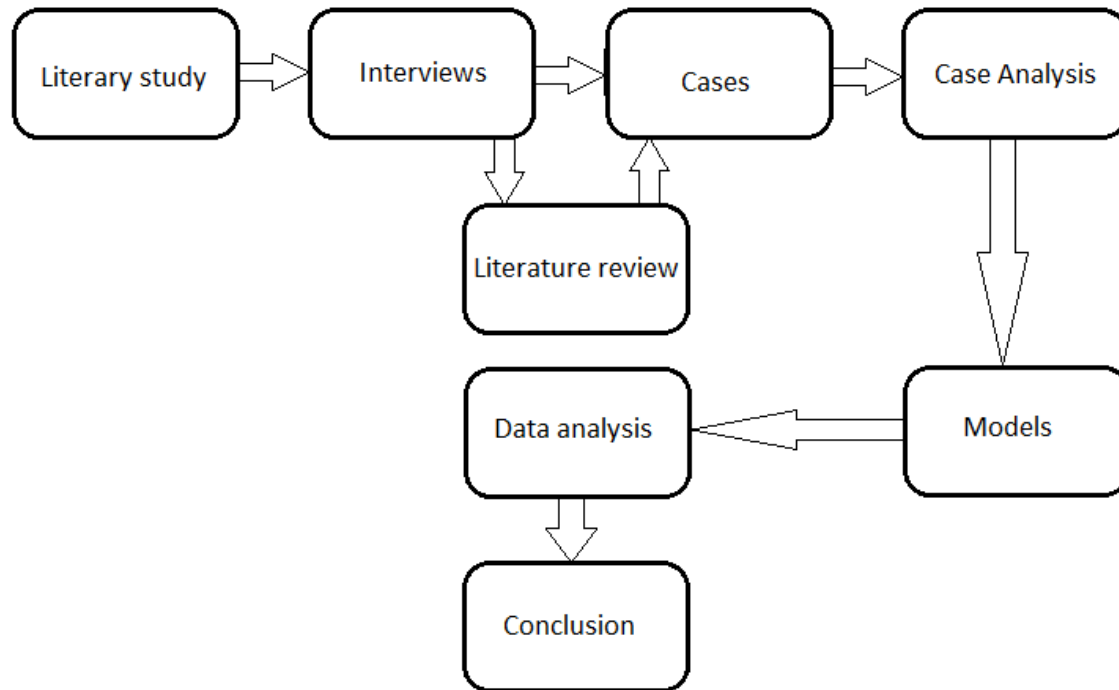 Literary study
Interviews
Cases
Case Analysis
Literature review
Data analysis
Models
Conclusion